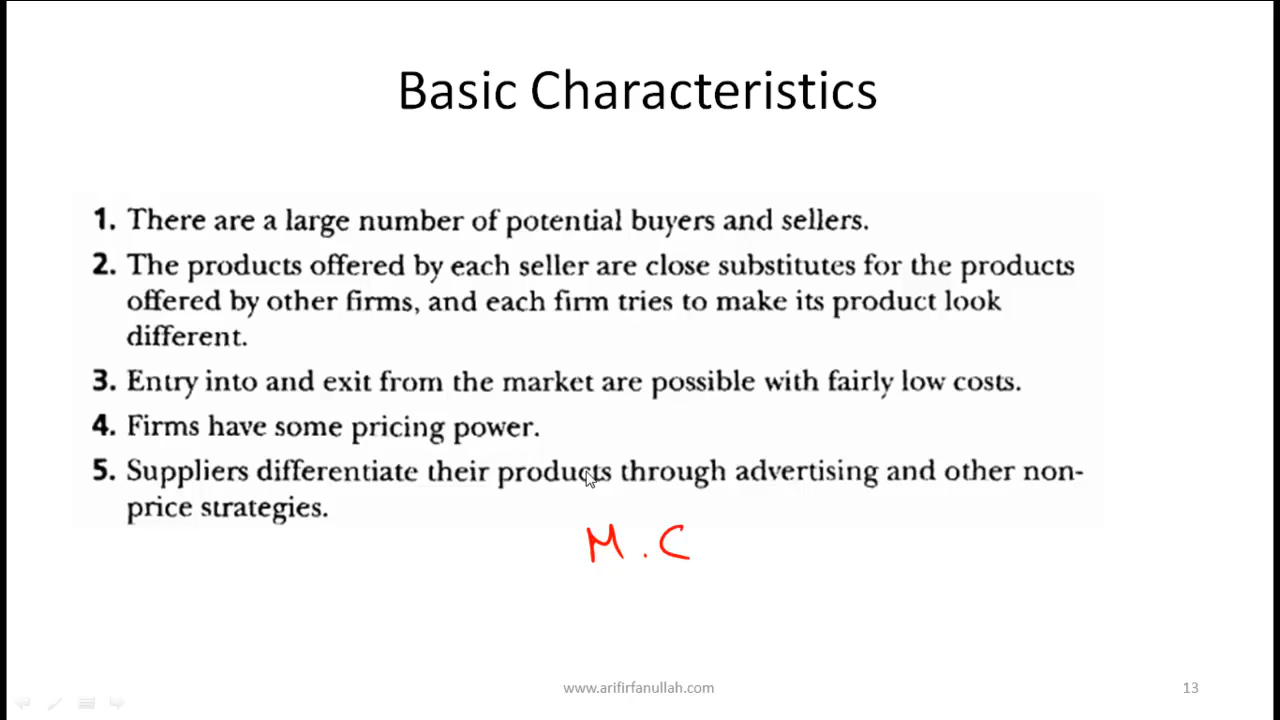 Basic Characteristics
1. There are a large number of potential buyers and sellers.
2. The products offered by each seller are close substitutes for the products
offered by other firms, and each firm tries to make its product look
different.
3. Entry into and exit from the market are possible with fairly low costs.
4. Firms have some pricing power.
5. Suppliers differentiate their products through advertising and other non-
price strategies.
M.C
www.arifirfanullah.com
13